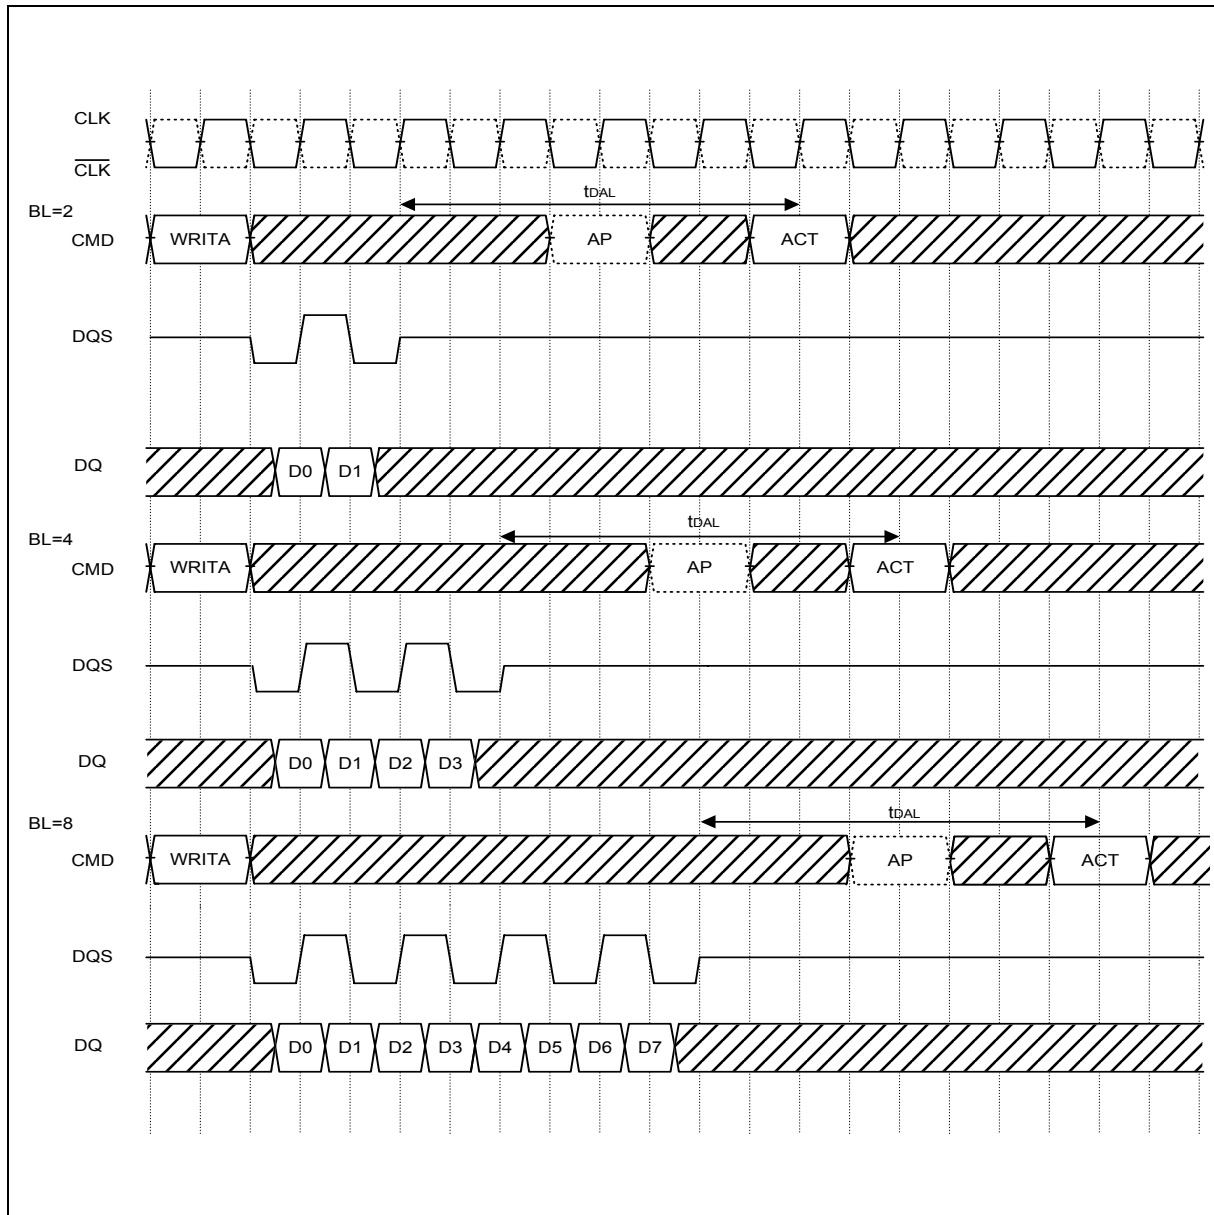 CLK
C̅L̅K̅
tDAL
BL=2
CMD WRITA AP ACT
DQS
DQ D0 D1
tDAL
BL=4
CMD WRITA AP ACT
DQS
DQ D0 D1 D2 D3
tDAL
BL=8
CMD WRITA AP ACT
DQS
DQ D0 D1 D2 D3 D4 D5 D6 D7